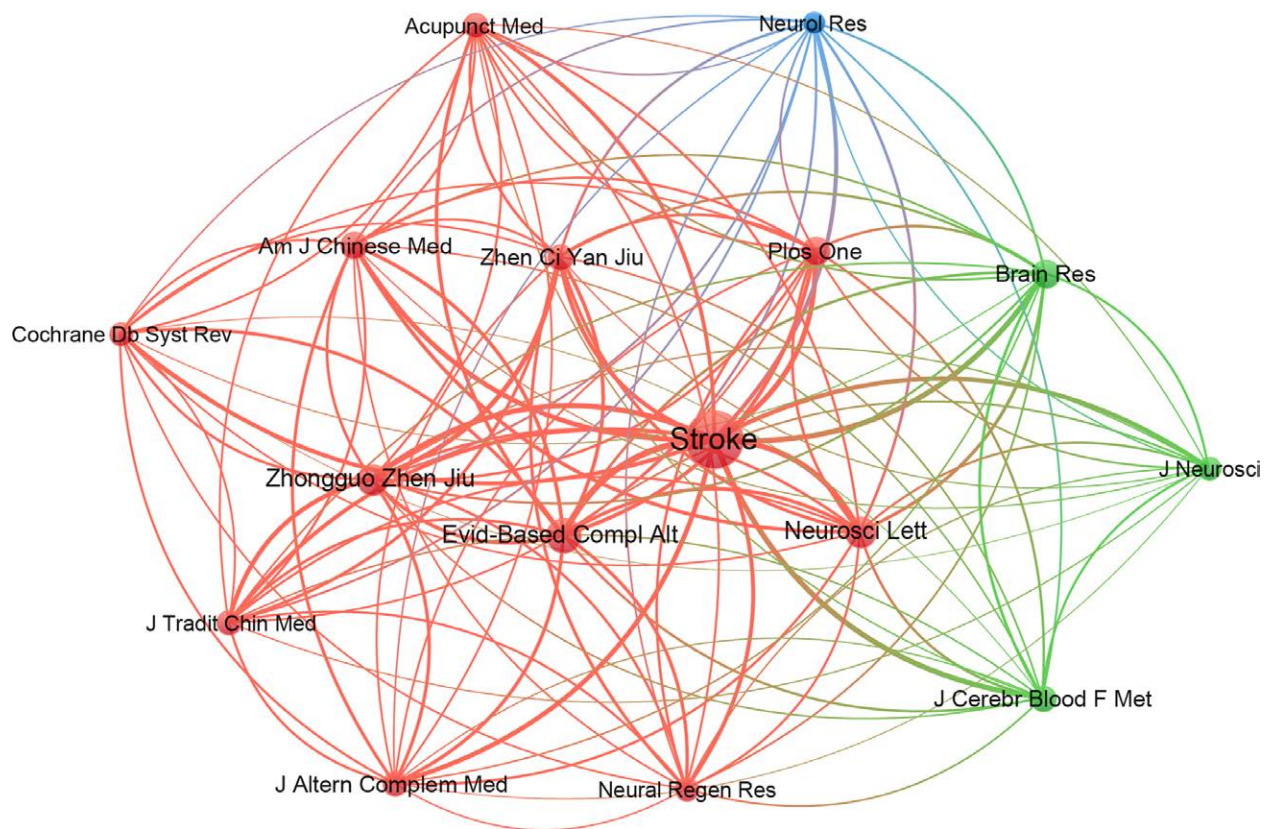 Acupunct Med
Neurol Res
Am J Chinese Med
Zhen Ci Yan Jiu
Plos One
Brain Res
Cochrane Db Syst Rev
Stroke
J Neurosci
Zhongguo Zhen Jiu
Evid-Based Compl Alt
Neurosci Lett
J Tradit Chin Med
J Cerebr Blood F Met
J Altern Complem Med
Neural Regen Res